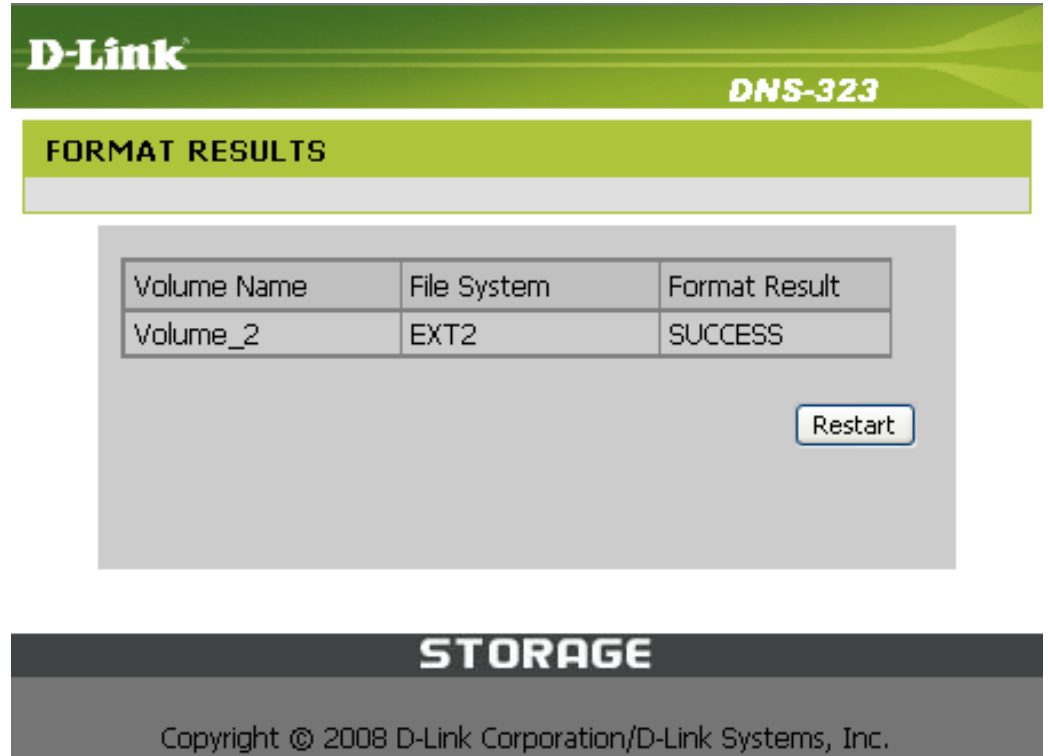 D-Link
DNS-323
FORMAT RESULTS
Volume Name File System Format Result
Volume_2 EXT2 SUCCESS
Restart
STORAGE
Copyright © 2008 D-Link Corporation/D-Link Systems, Inc.